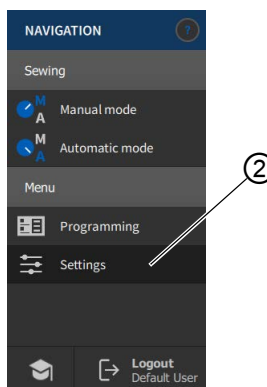 NAVIGATION ?
Sewing
M
A Manual mode
M
A Automatic mode
Menu
Programming
Settings
2
Logout
Default User